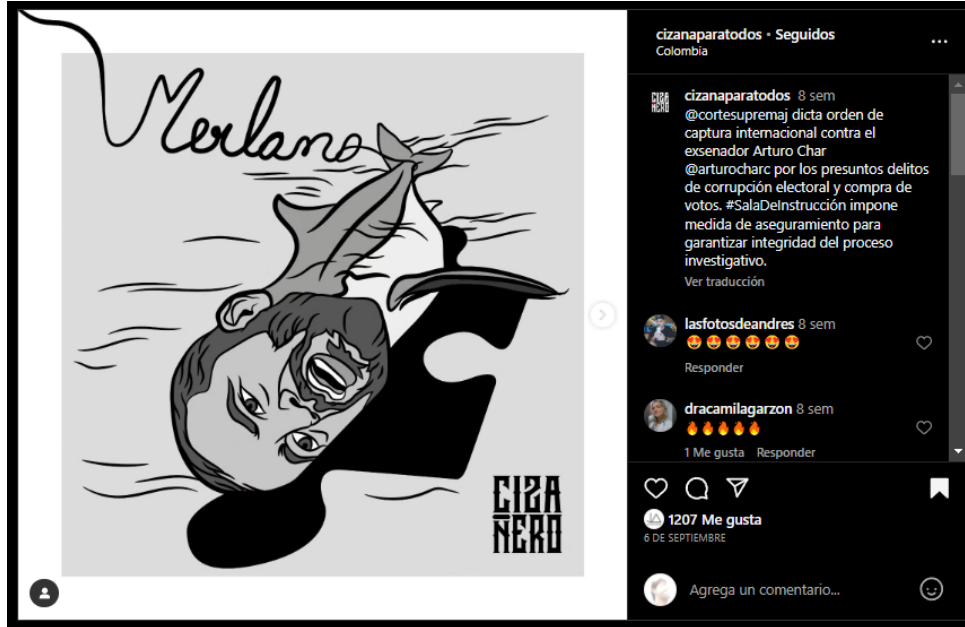 Merlano
CIZA
ÑERO
cizanaparatodos • Seguidos
Colombia
CIZA
ÑERO
cizanaparatodos 8 sem
@cortesupremaj dicta orden de
captura internacional contra el
exsenador Arturo Char
@arturocharc por los presuntos delitos
de corrupción electoral y compra de
votos. #SalaDeInstrucción impone
medida de aseguramiento para
garantizar integridad del proceso
investigativo.
Ver traducción
lasfotosdeandres 8 sem
😍😍😍😍😍😍
Responder
dracamilagarzon 8 sem
🔥🔥🔥🔥🔥
1 Me gusta Responder
1207 Me gusta
6 DE SEPTIEMBRE
Agrega un comentario...